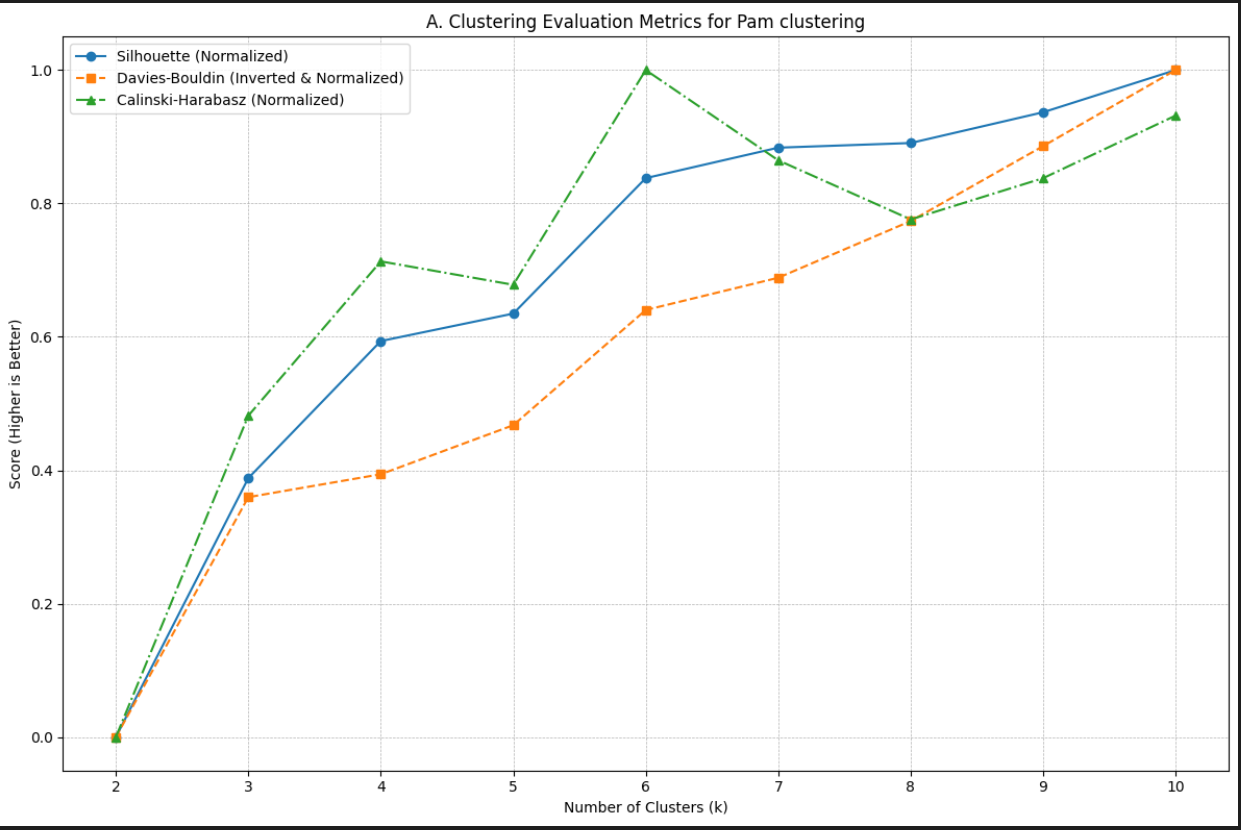 A. Clustering Evaluation Metrics for Pam clustering
Silhouette (Normalized)
Davies-Bouldin (Inverted & Normalized)
Calinski-Harabasz (Normalized)
Score (Higher is Better)
1.0
0.8
0.6
0.4
0.2
0.0
2 3 4 5 6 7 8 9 10
Number of Clusters (k)